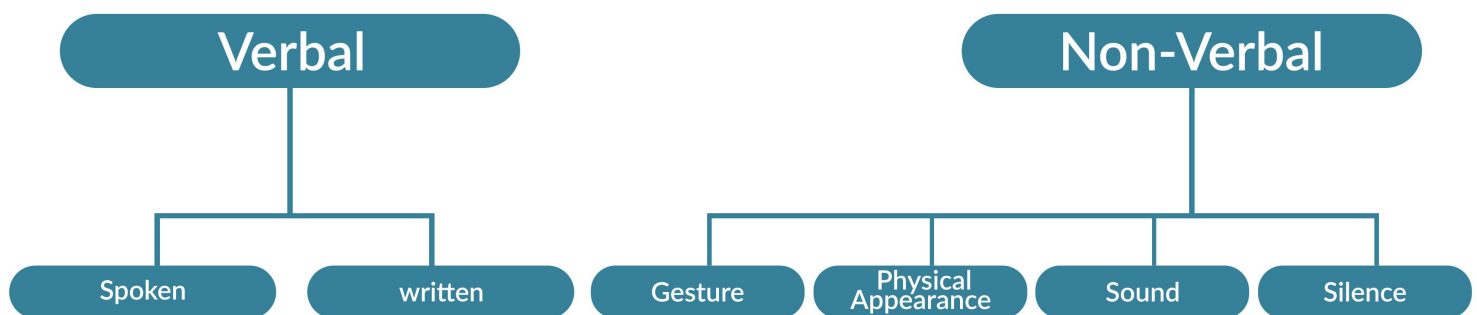 Verbal
Non-Verbal
Spoken
written
Gesture
Physical
Appearance
Sound
Silence